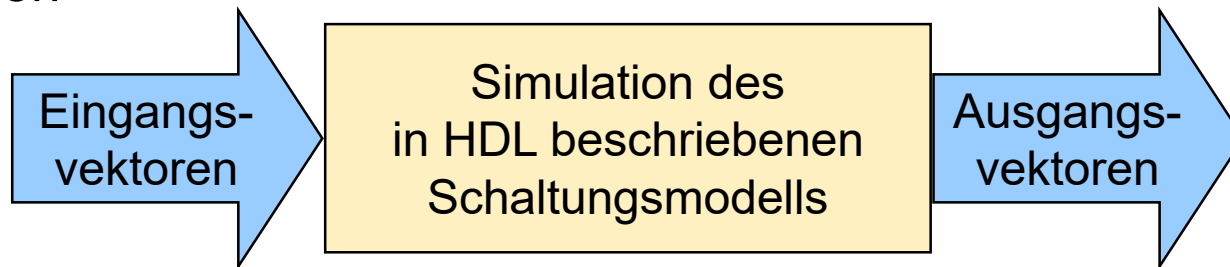 Eingangs-
vektoren
Simulation des
in HDL beschriebenen
Schaltungsmodells
Ausgangs-
vektoren